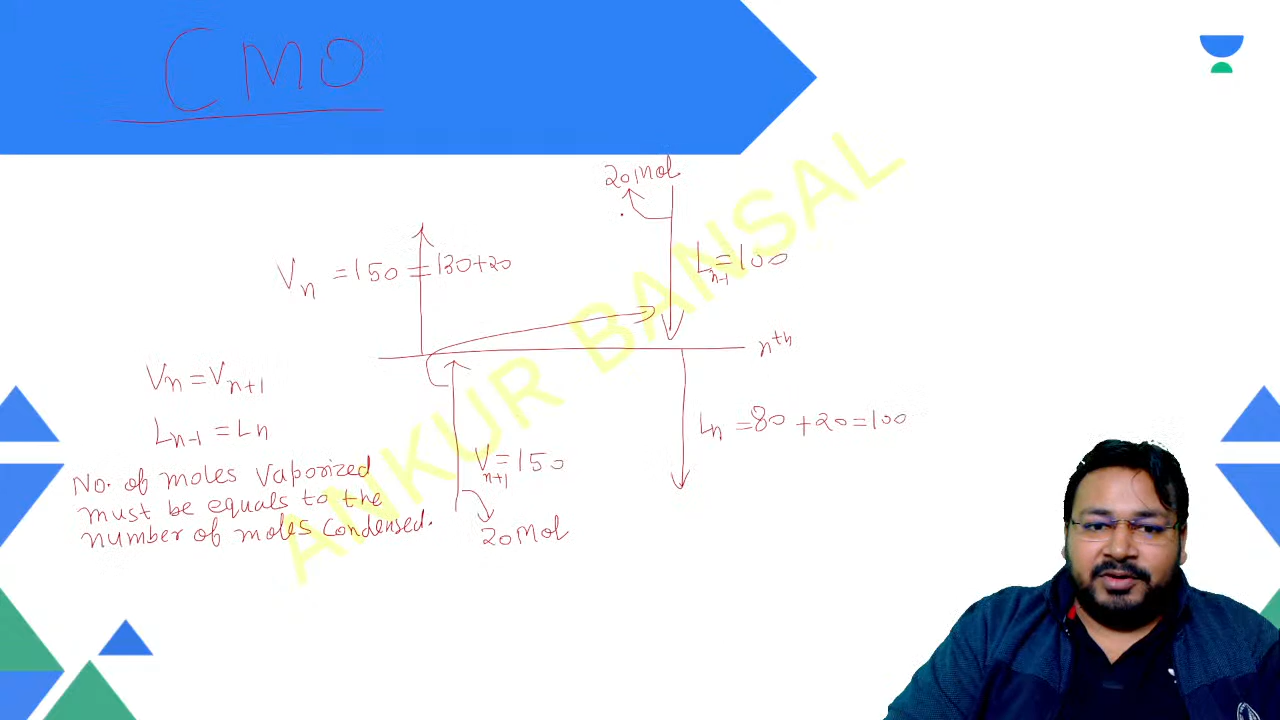 CMO
20 mol
Vn = 150 = 130+20
Ln-1 = 100
nth
Vn = Vn+1
Ln-1 = Ln
Ln = 80 + 20 = 100
No. of moles Vaporized
must be equals to the
number of moles Condensed.
Vn+1 = 150
20 mol
ANKUR BANSAL